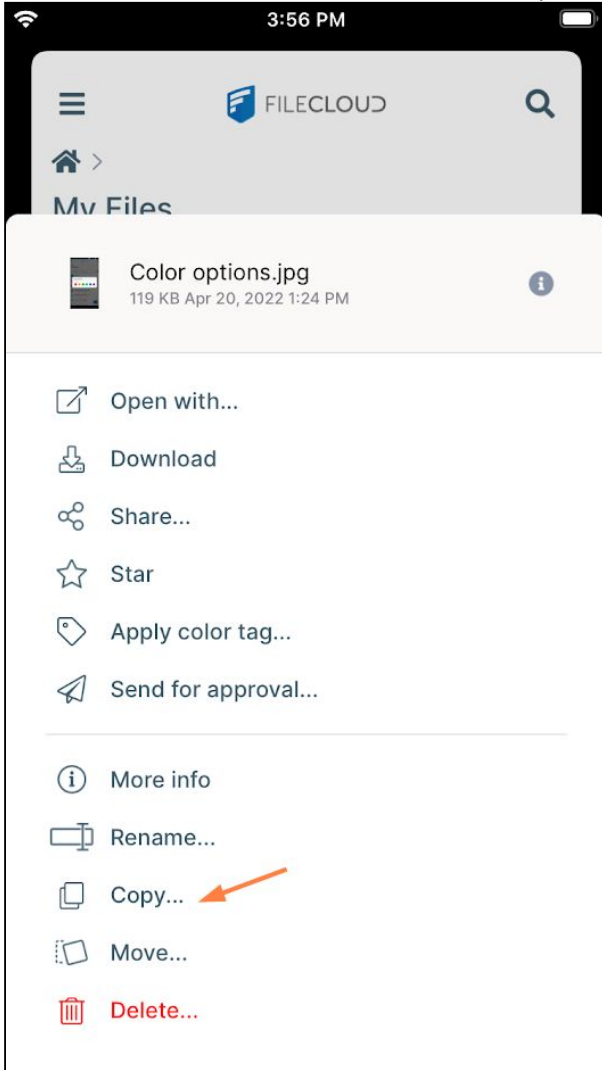 3:56 PM
FILECLOUD
My Files
Color options.jpg
119 KB Apr 20, 2022 1:24 PM
Open with...
Download
Share...
Star
Apply color tag...
Send for approval...
More info
Rename...
Copy...
Move...
Delete...